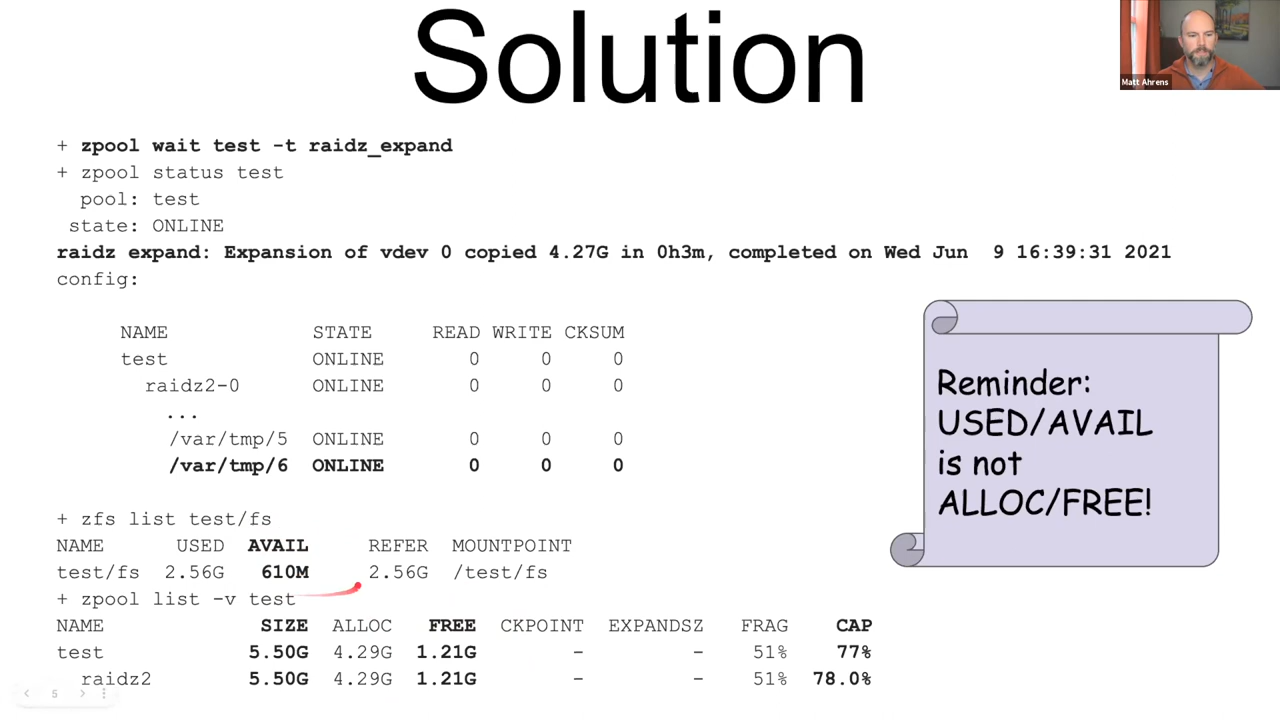 Solution
Matt Ahrens
+ zpool wait test -t raidz_expand
+ zpool status test
pool: test
state: ONLINE
raidz expand: Expansion of vdev 0 copied 4.27G in 0h3m, completed on Wed Jun  9 16:39:31 2021
config:
NAME STATE READ WRITE CKSUM
test ONLINE 0 0 0
raidz2-0 ONLINE 0 0 0
...
/var/tmp/5 ONLINE 0 0 0
/var/tmp/6 ONLINE 0 0 0
Reminder:
USED/AVAIL
is not
ALLOC/FREE!
+ zfs list test/fs
NAME USED AVAIL REFER MOUNTPOINT
test/fs 2.56G 610M 2.56G /test/fs
+ zpool list -v test
NAME SIZE ALLOC FREE CKPOINT EXPANDSZ FRAG CAP
test 5.50G 4.29G 1.21G - - 51% 77%
raidz2 5.50G 4.29G 1.21G - - 51% 78.0%
5